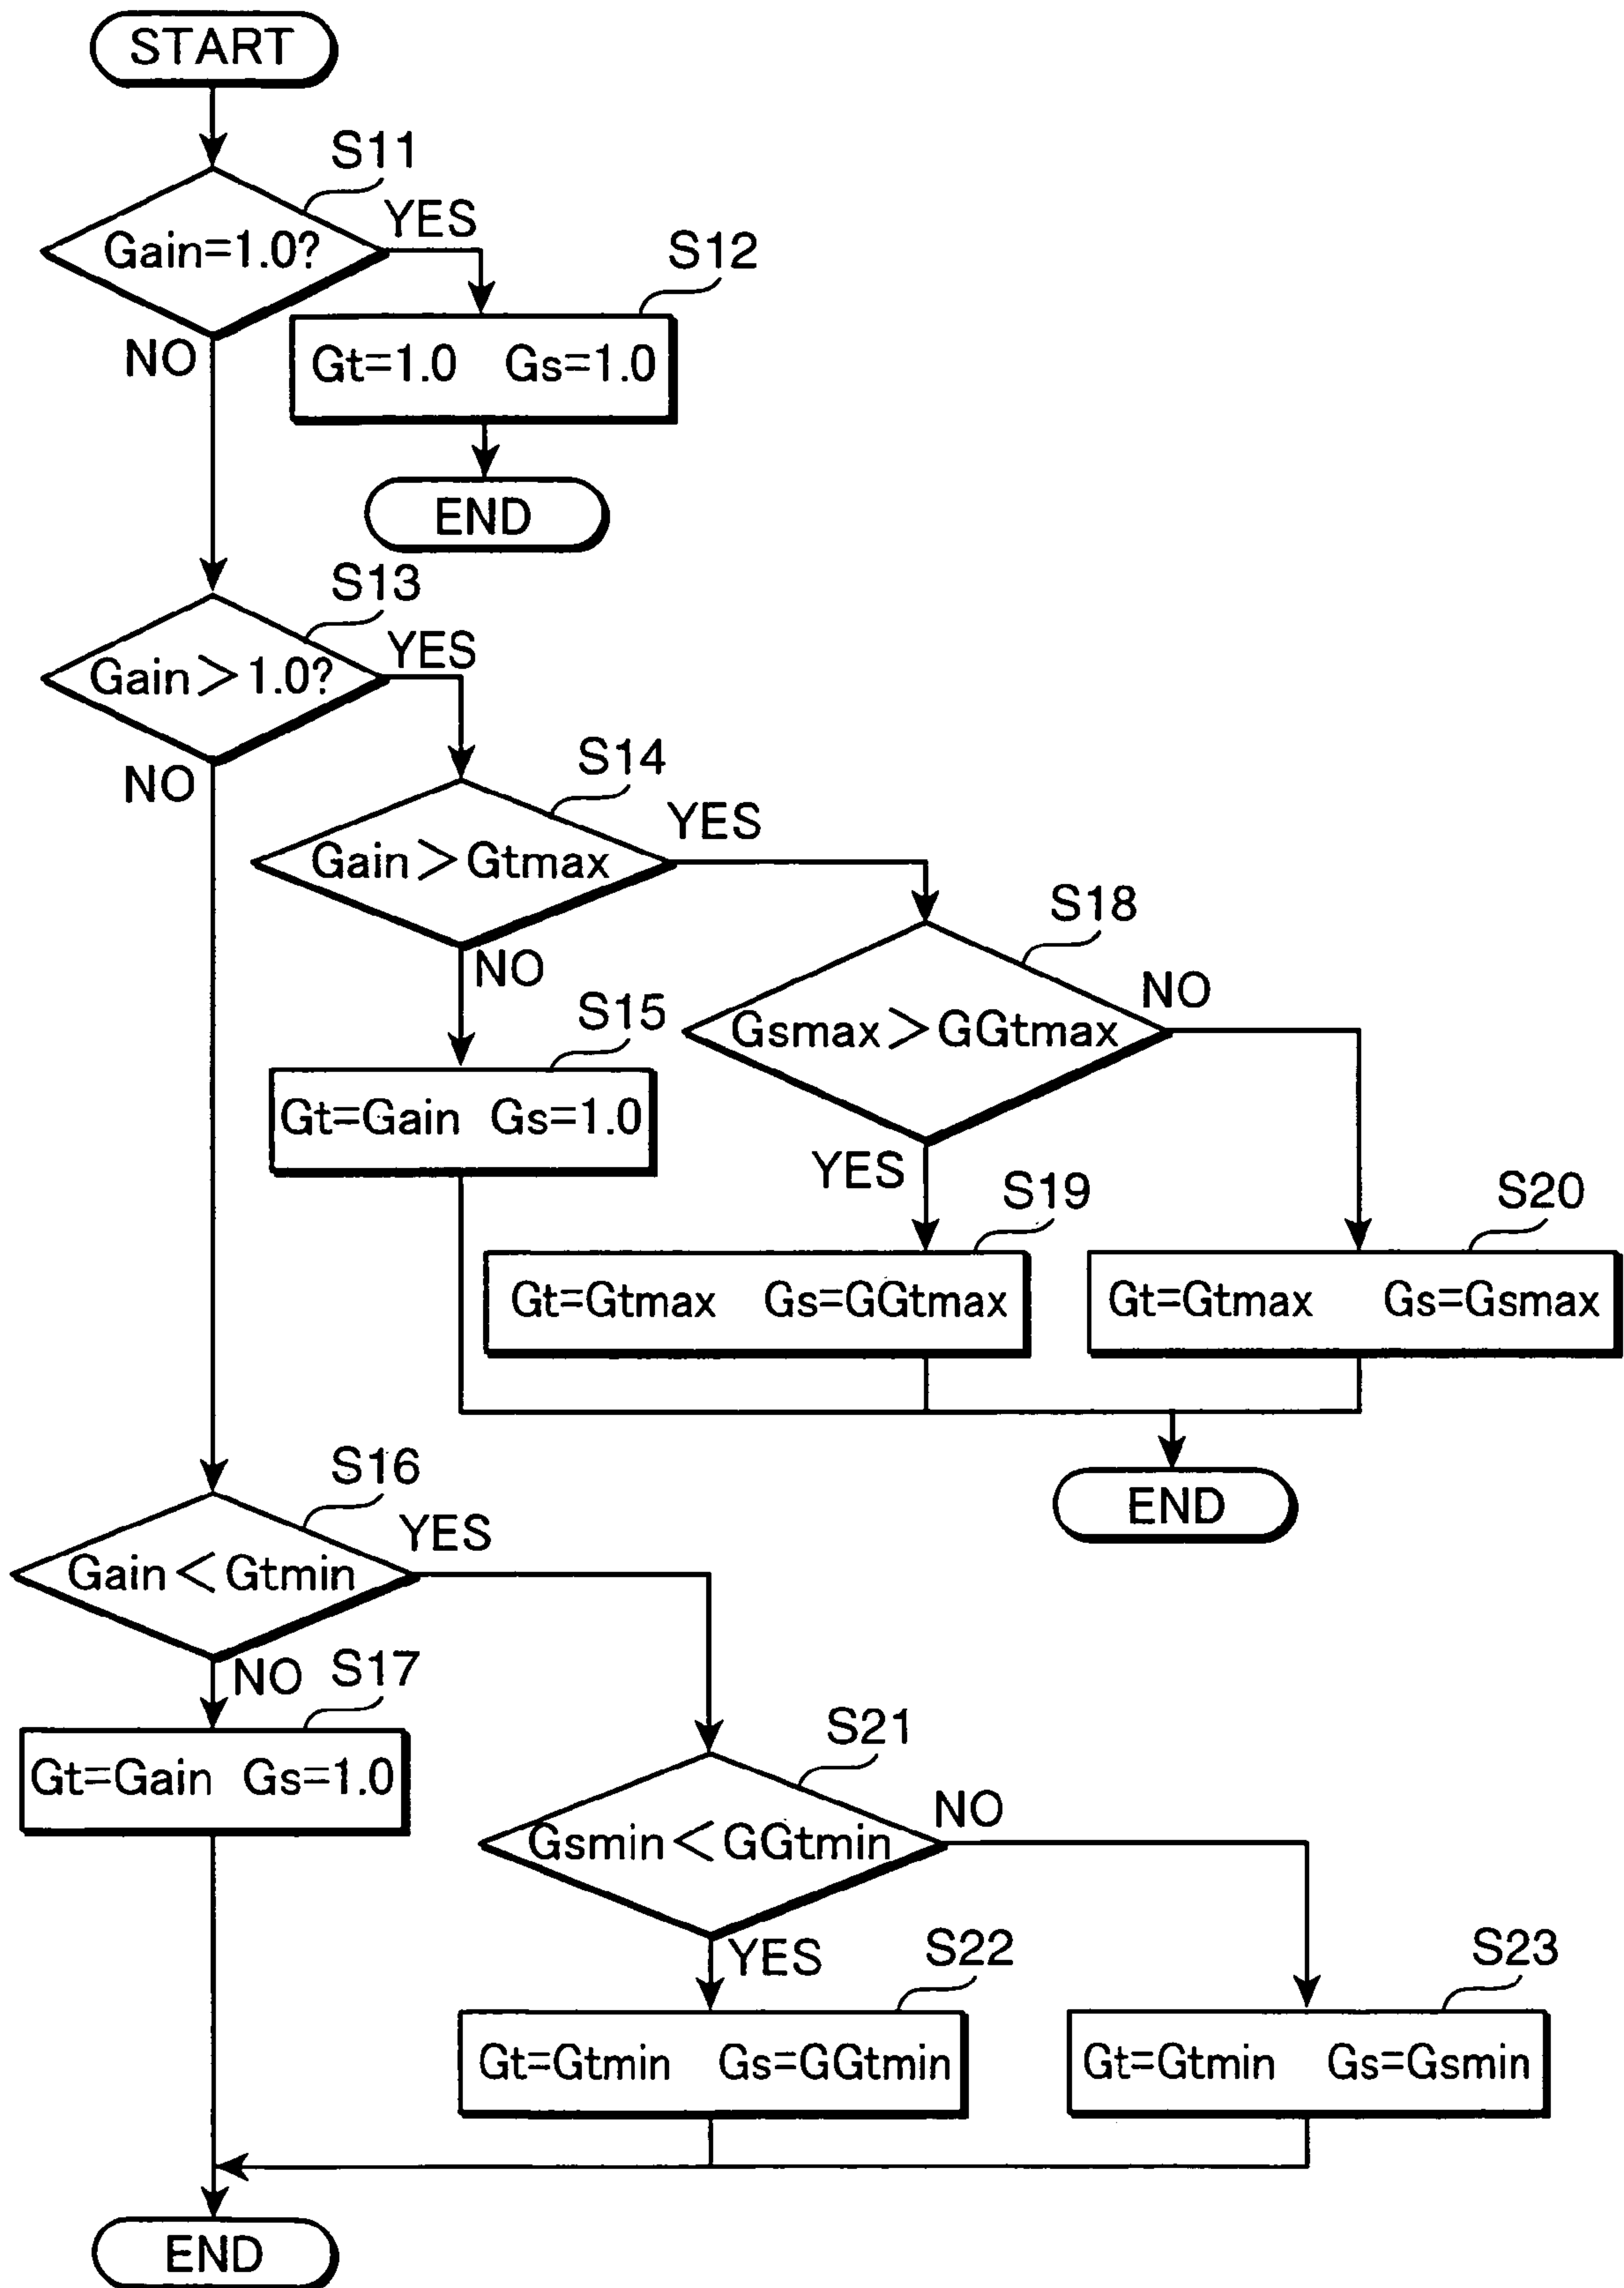 START
S11
YES
Gain=1.0?
S12
NO
Gt=1.0 Gs=1.0
END
S13
YES
Gain>1.0?
NO
S14
YES
Gain>Gtmax
S18
NO
NO
S15
Gsmax>GGtmax
Gt=Gain Gs=1.0
YES
S19
S20
Gt=Gtmax Gs=GGtmax
Gt=Gtmax Gs=Gsmax
S16
END
YES
Gain<Gtmin
S17
NO
S21
Gt=Gain Gs=1.0
NO
Gsmin<GGtmin
YES
S22
S23
Gt=Gtmin Gs=GGtmin
Gt=Gtmin Gs=Gsmin
END